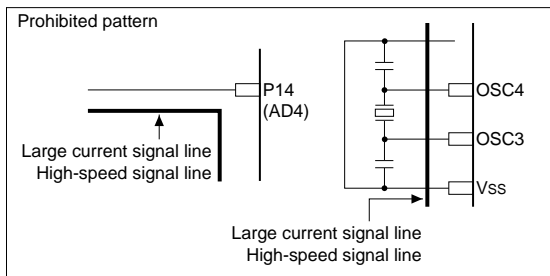 Prohibited pattern
P14
(AD4)
Large current signal line
High-speed signal line
OSC4
OSC3
VSS
Large current signal line
High-speed signal line